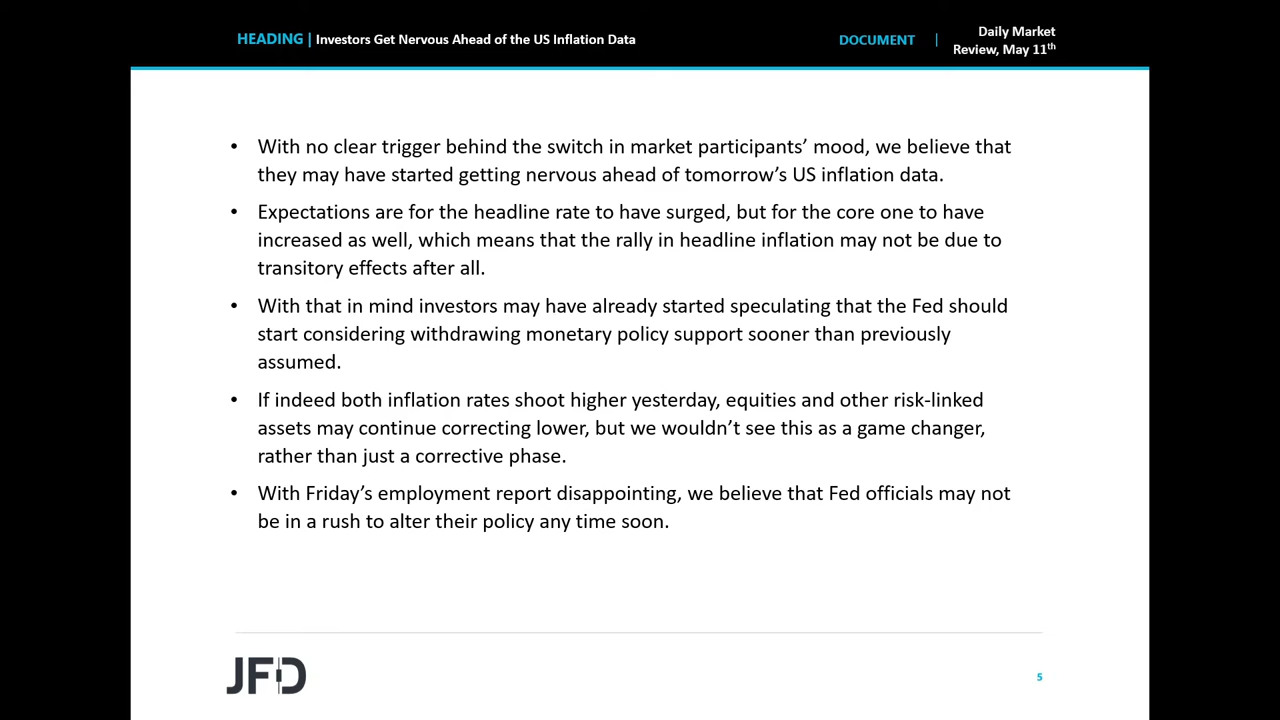 HEADING | Investors Get Nervous Ahead of the US Inflation Data
DOCUMENT | Daily Market
Review, May 11th
• With no clear trigger behind the switch in market participants’ mood, we believe that
they may have started getting nervous ahead of tomorrow’s US inflation data.
• Expectations are for the headline rate to have surged, but for the core one to have
increased as well, which means that the rally in headline inflation may not be due to
transitory effects after all.
• With that in mind investors may have already started speculating that the Fed should
start considering withdrawing monetary policy support sooner than previously
assumed.
• If indeed both inflation rates shoot higher yesterday, equities and other risk-linked
assets may continue correcting lower, but we wouldn’t see this as a game changer,
rather than just a corrective phase.
• With Friday’s employment report disappointing, we believe that Fed officials may not
be in a rush to alter their policy any time soon.
JFD
5